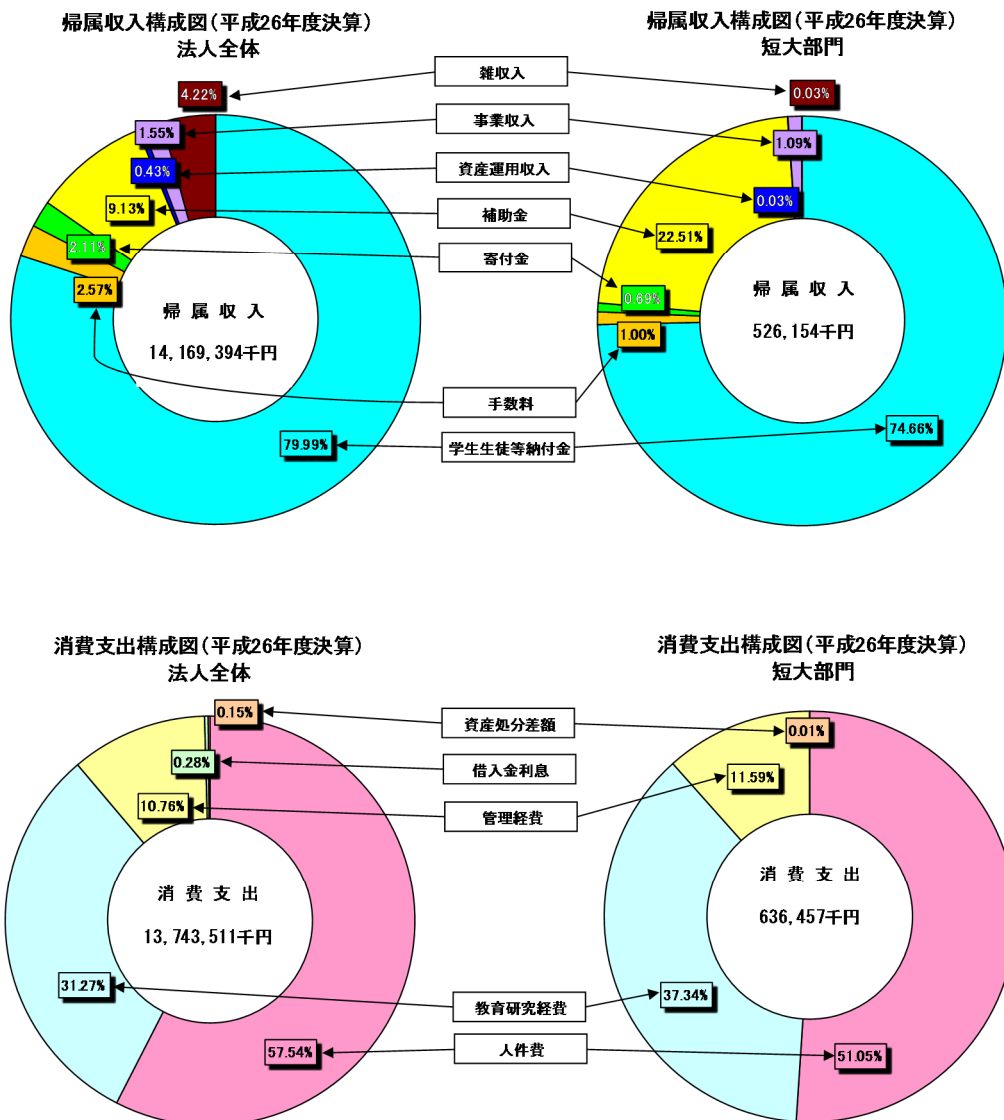 帰属収入構成図(平成26年度決算)
法人全体
帰属収入構成図(平成26年度決算)
短大部門
雑収入
4.22%
0.03%
事業収入
1.55%
1.09%
資産運用収入
0.43%
0.03%
補助金
9.13%
22.51%
寄付金
2.11%
0.69%
手数料
2.57%
1.00%
学生生徒等納付金
79.99%
74.66%
帰 属 収 入
14,169,394千円
帰 属 収 入
526,154千円
消費支出構成図(平成26年度決算)
法人全体
消費支出構成図(平成26年度決算)
短大部門
資産処分差額
0.15%
0.01%
借入金利息
0.28%
管理経費
10.76%
11.59%
消 費 支 出
13,743,511千円
消 費 支 出
636,457千円
教育研究経費
31.27%
37.34%
人件費
57.54%
51.05%